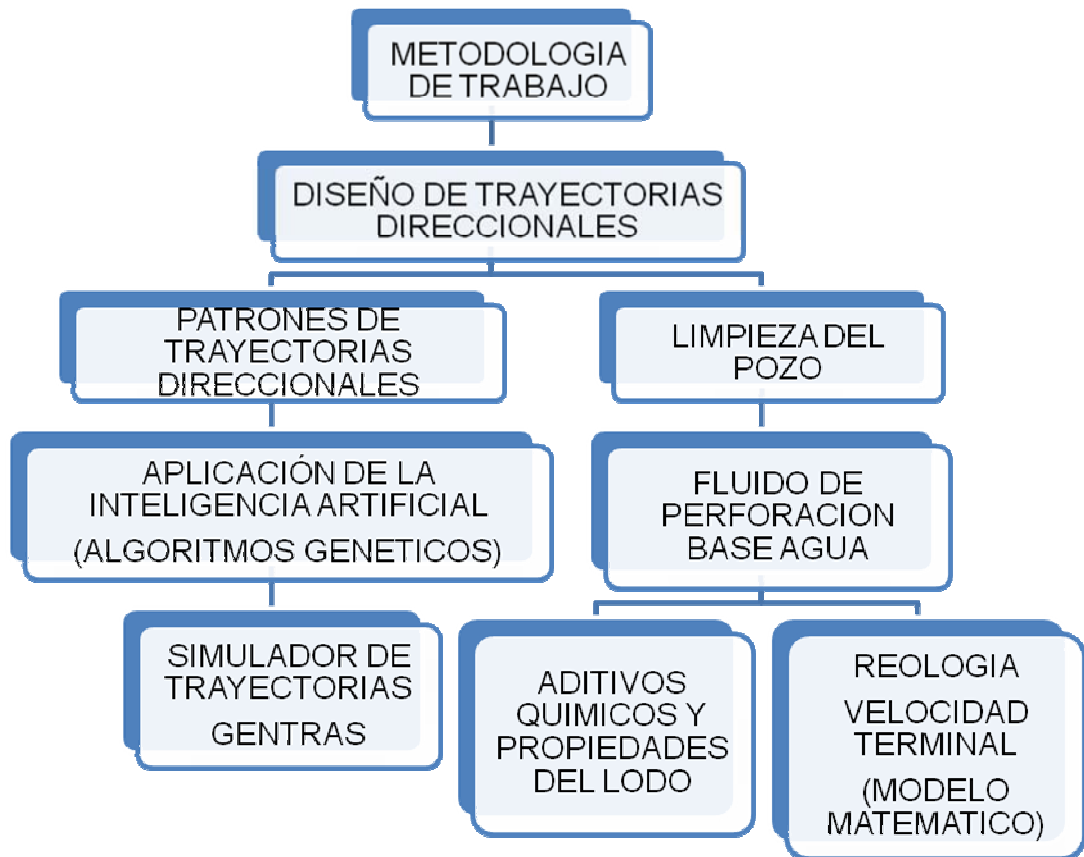 METODOLOGIA
DE TRABAJO
DISEÑO DE TRAYECTORIAS
DIRECCIONALES
PATRONES DE
TRAYECTORIAS
DIRECCIONALES
LIMPIEZA DEL
POZO
APLICACIÓN DE LA
INTELIGENCIA ARTIFICIAL
(ALGORITMOS GENETICOS)
FLUIDO DE
PERFORACION
BASE AGUA
SIMULADOR DE
TRAYECTORIAS
GENTRAS
ADITIVOS
QUIMICOS Y
PROPIEDADES
DEL LODO
REOLOGIA
VELOCIDAD
TERMINAL
(MODELO
MATEMATICO)